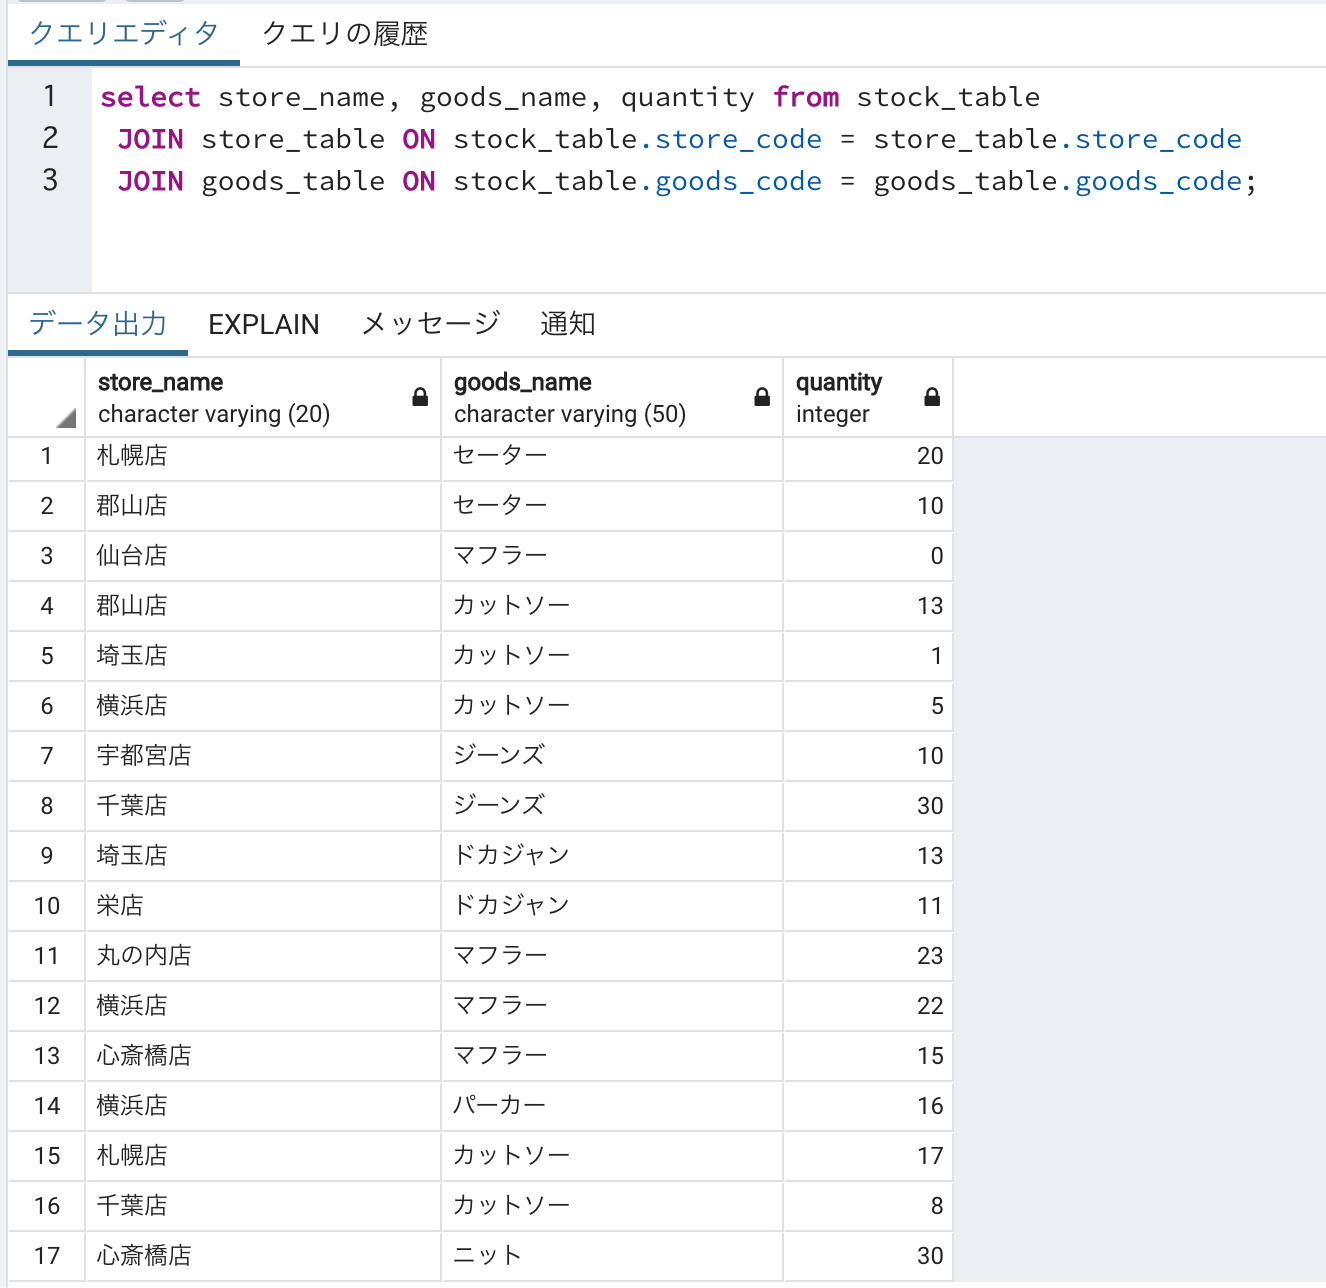 クエリエディタ クエリの履歴
1 select store_name, goods_name, quantity from stock_table
2 JOIN store_table ON stock_table.store_code = store_table.store_code
3 JOIN goods_table ON stock_table.goods_code = goods_table.goods_code;
データ出力 EXPLAIN メッセージ 通知
store_name goods_name quantity
character varying (20) character varying (50) integer
1 札幌店 セーター 20
2 郡山店 セーター 10
3 仙台店 マフラー 0
4 郡山店 カットソー 13
5 埼玉店 カットソー 1
6 横浜店 カットソー 5
7 宇都宮店 ジーンズ 10
8 千葉店 ジーンズ 30
9 埼玉店 ドカジャン 13
10 栄店 ドカジャン 11
11 丸の内店 マフラー 23
12 横浜店 マフラー 22
13 心斎橋店 マフラー 15
14 横浜店 パーカー 16
15 札幌店 カットソー 17
16 千葉店 カットソー 8
17 心斎橋店 ニット 30